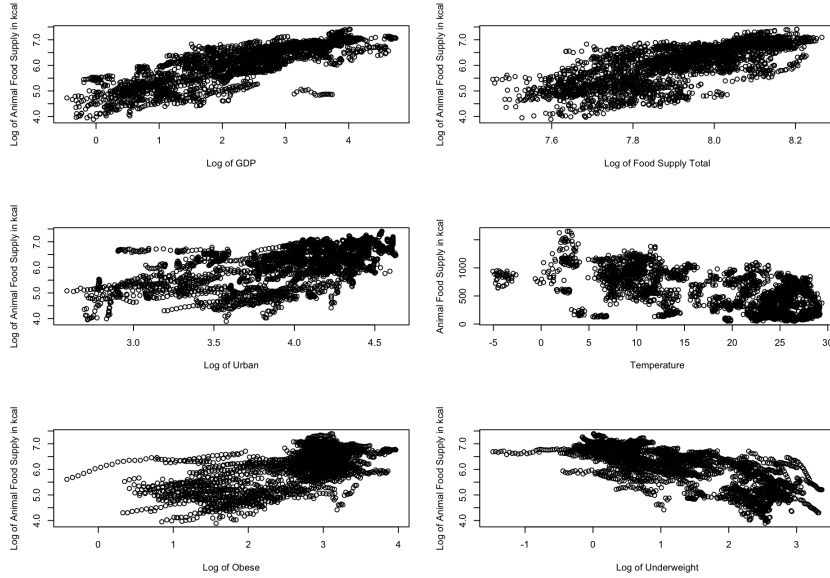 Log of Animal Food Supply in kcal
7.0
6.0
5.0
4.0
0 1 2 3 4
Log of GDP
Log of Animal Food Supply in kcal
7.0
6.0
5.0
4.0
7.6 7.8 8.0 8.2
Log of Food Supply Total
Log of Animal Food Supply in kcal
7.0
6.0
5.0
4.0
3.0 3.5 4.0 4.5
Log of Urban
Animal Food Supply in kcal
1000
500
0
-5 0 5 10 15 20 25 30
Temperature
Log of Animal Food Supply in kcal
7.0
6.0
5.0
4.0
0 1 2 3 4
Log of Obese
Log of Animal Food Supply in kcal
7.0
6.0
5.0
4.0
-1 0 1 2 3
Log of Underweight